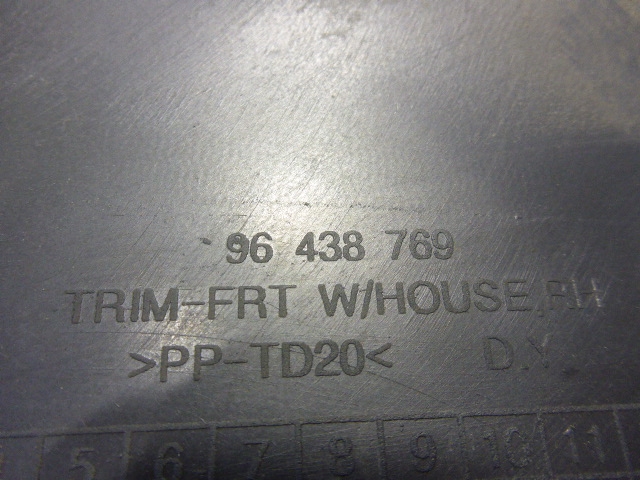 96 438 769
TRIM-FRT W/HOUSE,RH
>PP-TD20< D.Y
5 6 7 8 9 10 11